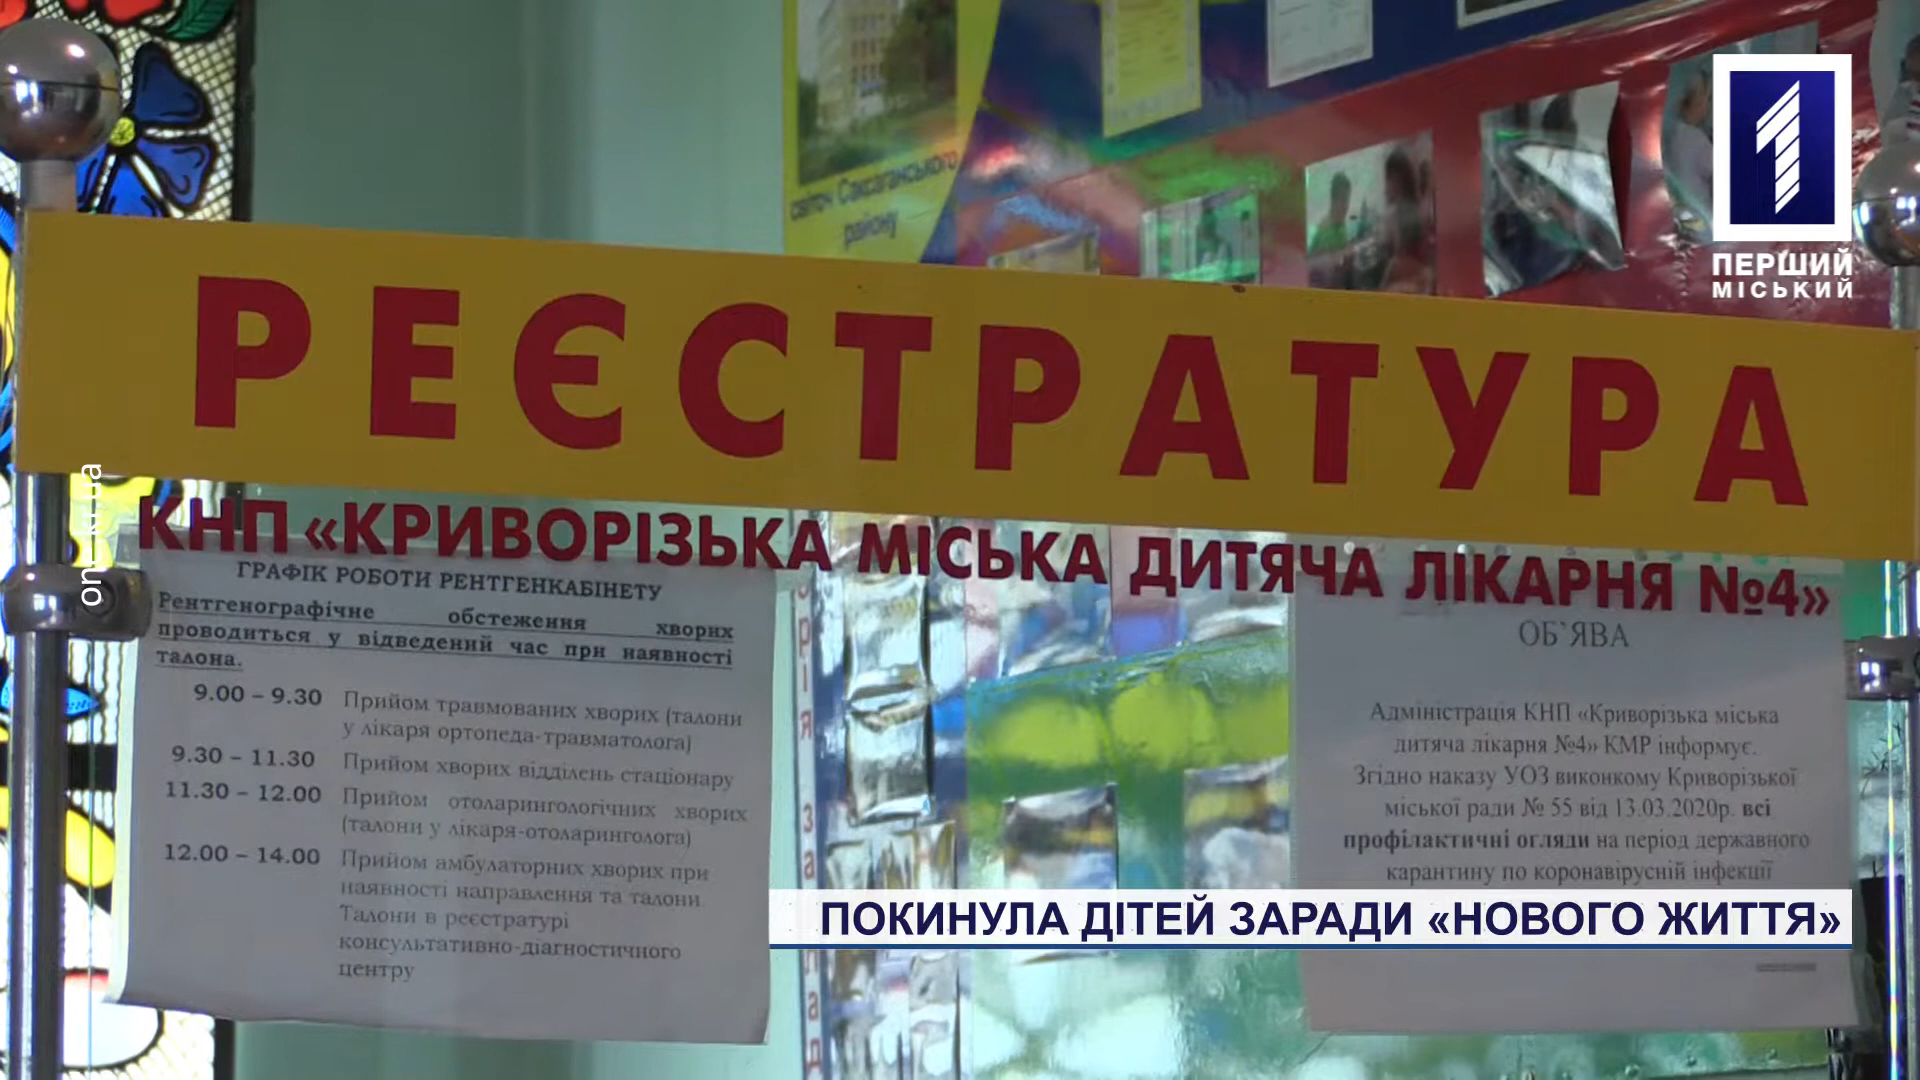 світоч Саксаганського
району
ПЕРШИЙ
МІСЬКИЙ
РЕЄСТРАТУРА
КНП «КРИВОРІЗЬКА МІСЬКА ДИТЯЧА ЛІКАРНЯ №4»
ГРАФІК РОБОТИ РЕНТГЕНКАБІНЕТУ
Рентгенографічне обстеження хворих
проводиться у відведений час при наявності
талона.
9.00 – 9.30 Прийом травмованих хворих (талони
у лікаря ортопеда-травматолога)
9.30 – 11.30 Прийом хворих відділень стаціонару
11.30 – 12.00 Прийом отоларингологічних хворих
(талони у лікаря-отоларинголога)
12.00 – 14.00 Прийом амбулаторних хворих при
наявності направлення та талони
Талони в реєстратурі
консультативно-діагностичного
центру
ОБ`ЯВА
Адміністрація КНП «Криворізька міська
дитяча лікарня №4» КМР інформує.
Згідно наказу УОЗ виконкому Криворізької
міської ради № 55 від 13.03.2020р. всі
профілактичні огляди на період державного
карантину по коронавірусній інфекції
ПОКИНУЛА ДІТЕЙ ЗАРАДИ «НОВОГО ЖИТТЯ»